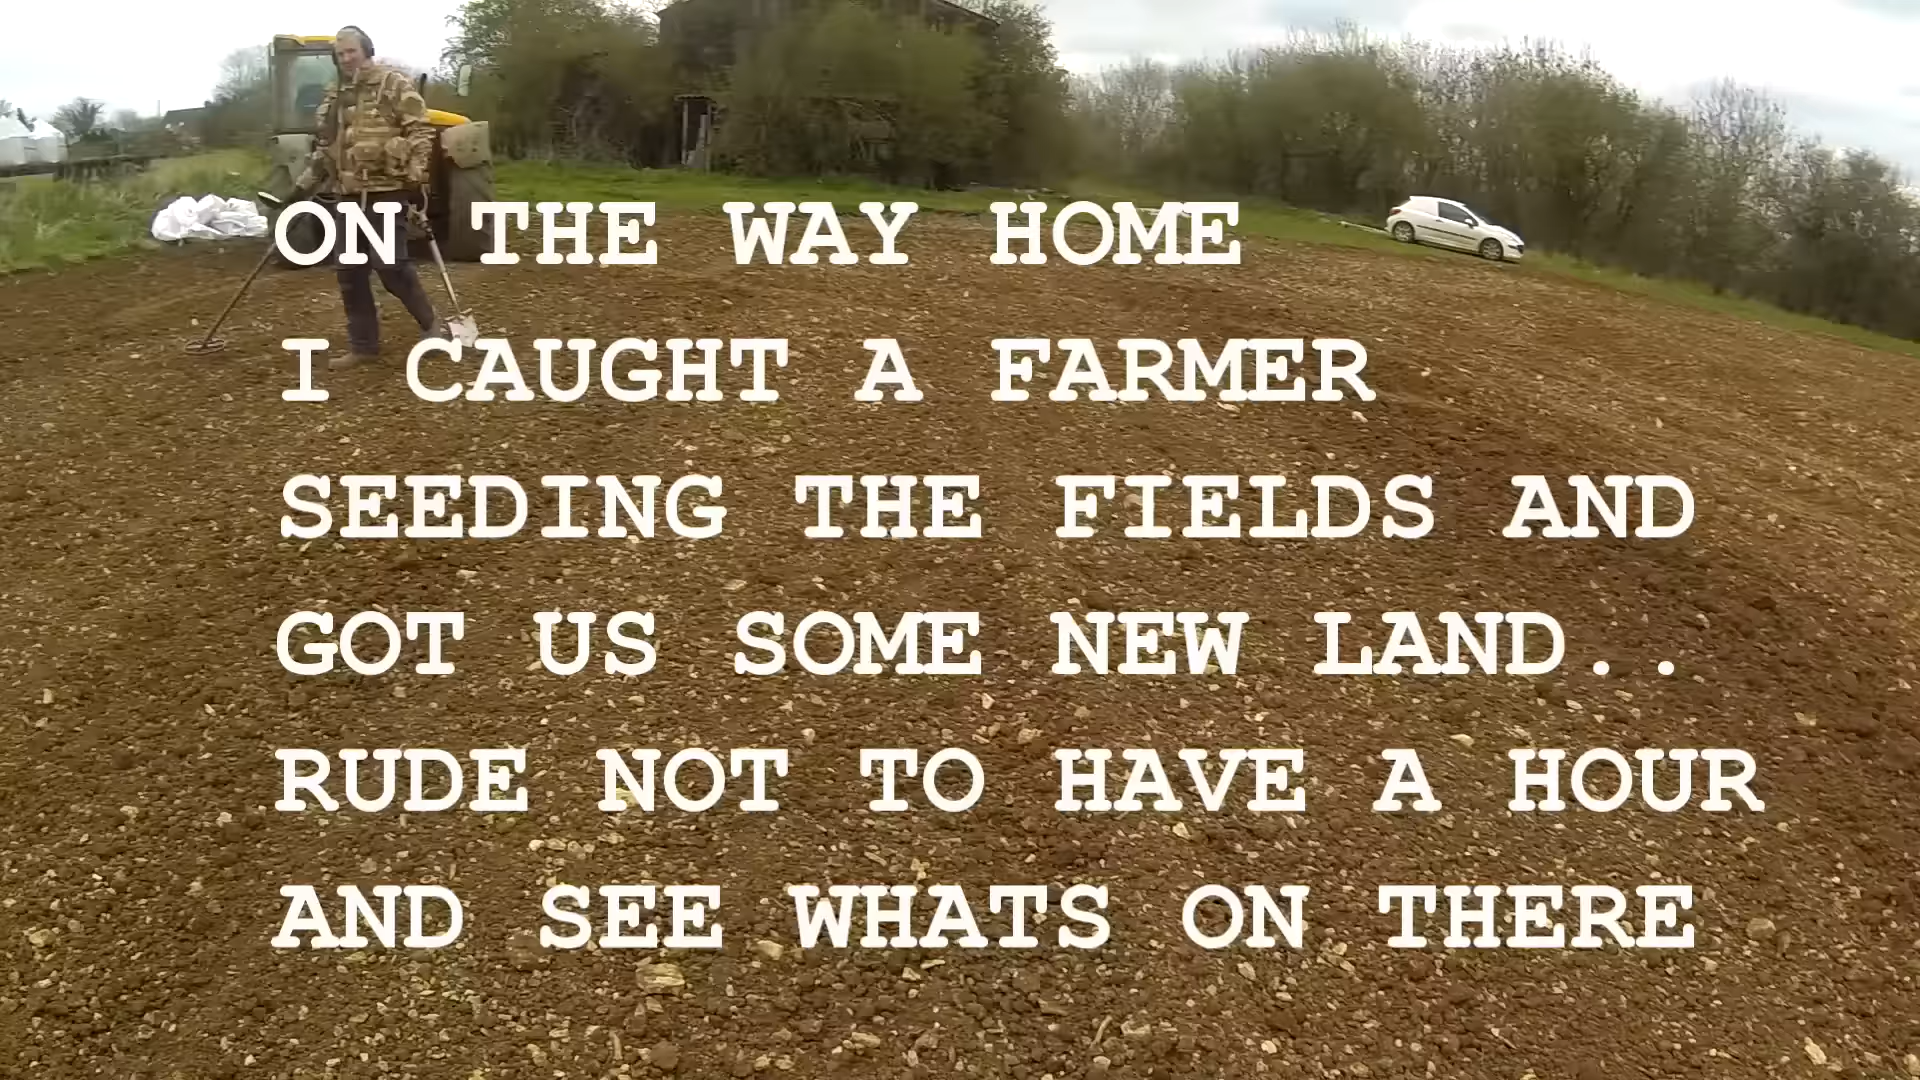 ON THE WAY HOME
I CAUGHT A FARMER
SEEDING THE FIELDS AND
GOT US SOME NEW LAND..
RUDE NOT TO HAVE A HOUR
AND SEE WHATS ON THERE